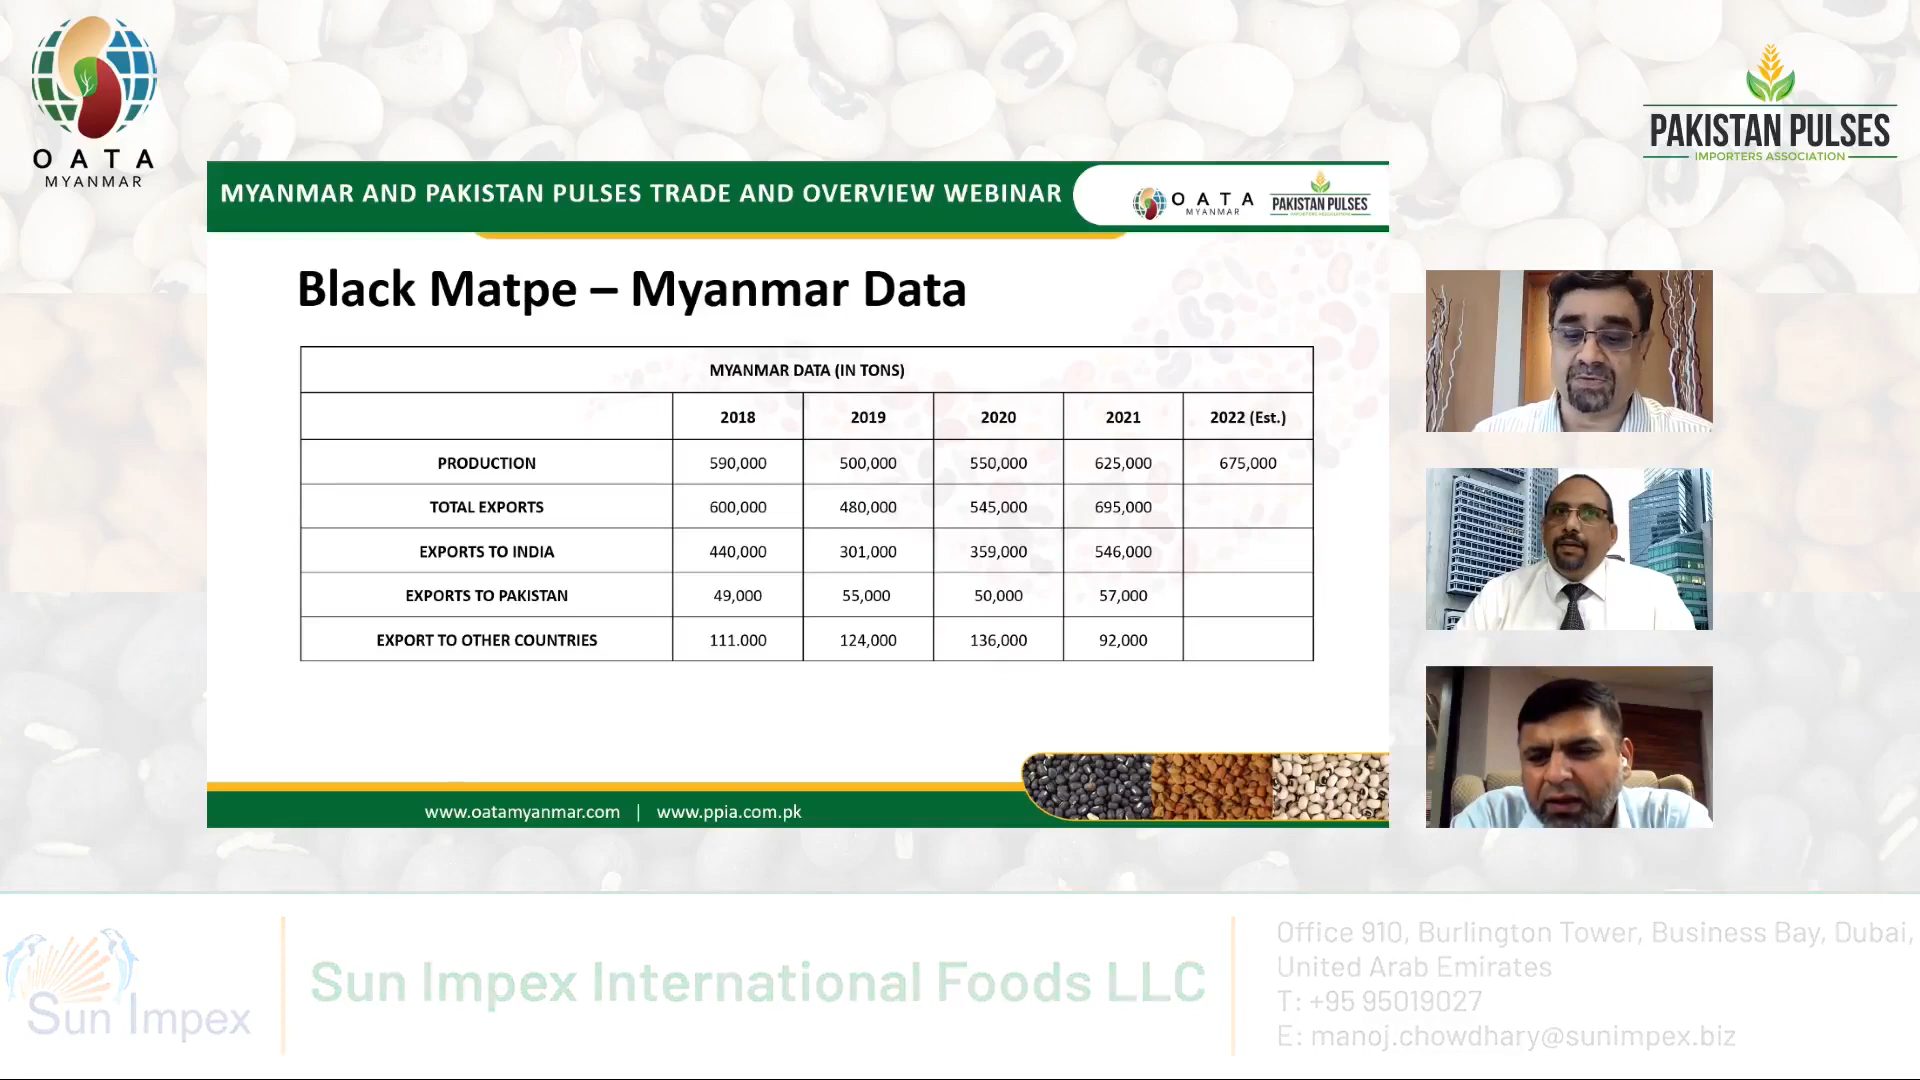 OATA
MYANMAR
PAKISTAN PULSES
IMPORTERS ASSOCIATION
MYANMAR AND PAKISTAN PULSES TRADE AND OVERVIEW WEBINAR
OATA
MYANMAR
PAKISTAN PULSES
IMPORTERS ASSOCIATION
Black Matpe – Myanmar Data
MYANMAR DATA (IN TONS)
2018 2019 2020 2021 2022 (Est.)
PRODUCTION 590,000 500,000 550,000 625,000 675,000
TOTAL EXPORTS 600,000 480,000 545,000 695,000
EXPORTS TO INDIA 440,000 301,000 359,000 546,000
EXPORTS TO PAKISTAN 49,000 55,000 50,000 57,000
EXPORT TO OTHER COUNTRIES 111.000 124,000 136,000 92,000
www.oatamyanmar.com | www.ppia.com.pk
Sun Impex
Sun Impex International Foods LLC
Office 910, Burlington Tower, Business Bay, Dubai,
United Arab Emirates
T: +95 95019027
E: manoj.chowdhary@sunimpex.biz